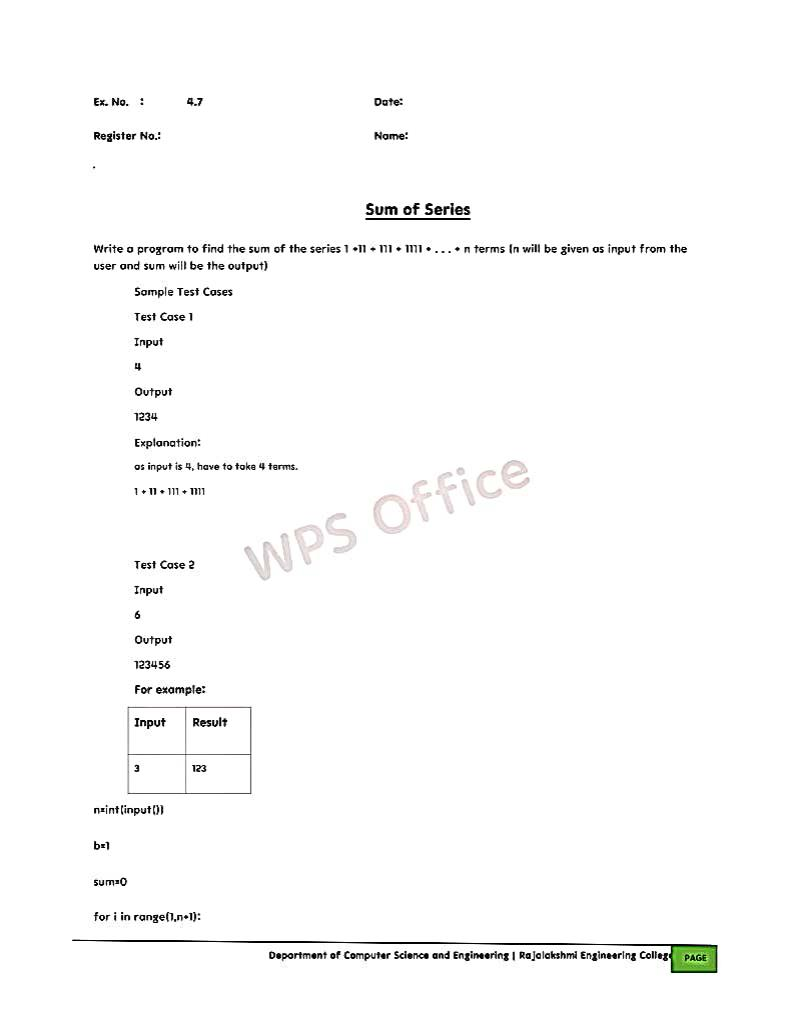 Ex. No. : 4.7 Date:
Register No.: Name:
.
Sum of Series
Write a program to find the sum of the series 1 +11 + 111 + 1111 + . . . + n terms (n will be given as input from the
user and sum will be the output)
Sample Test Cases
Test Case 1
Input
4
Output
1234
Explanation:
as input is 4, have to take 4 terms.
1 + 11 + 111 + 1111
WPS Office
Test Case 2
Input
6
Output
123456
For example:
Input Result
3 123
n=int(input())
b=1
sum=0
for i in range(1,n+1):
Department of Computer Science and Engineering | Rajalakshmi Engineering College
PAGE